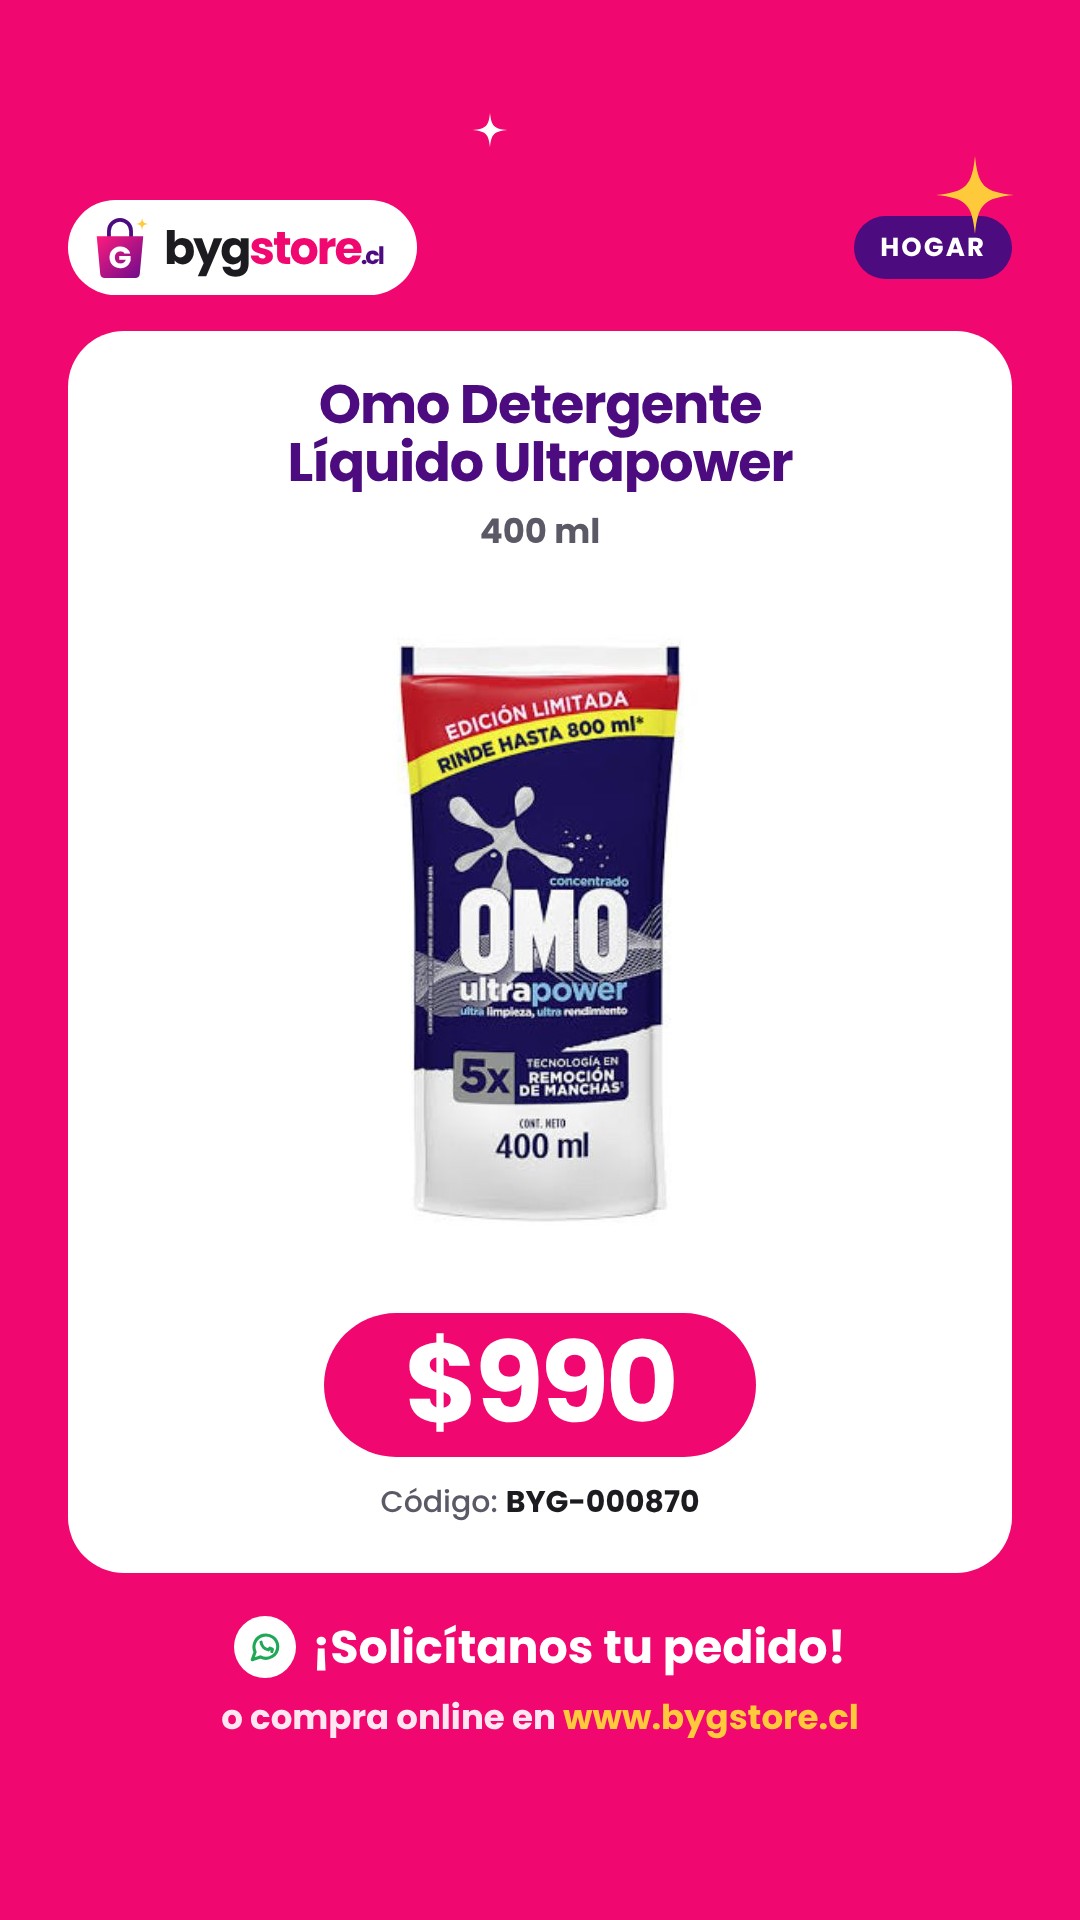 G bygstore.cl
HOGAR
Omo Detergente
Líquido Ultrapower
400 ml
EDICIÓN LIMITADA
RINDE HASTA 800 ml*
concentrado
OMO
ultrapower
ultra limpieza, ultra rendimiento
5x
TECNOLOGÍA EN
REMOCIÓN
DE MANCHAS¹
CONT. NETO
400 ml
$990
Código: BYG-000870
¡Solicítanos tu pedido!
o compra online en www.bygstore.cl